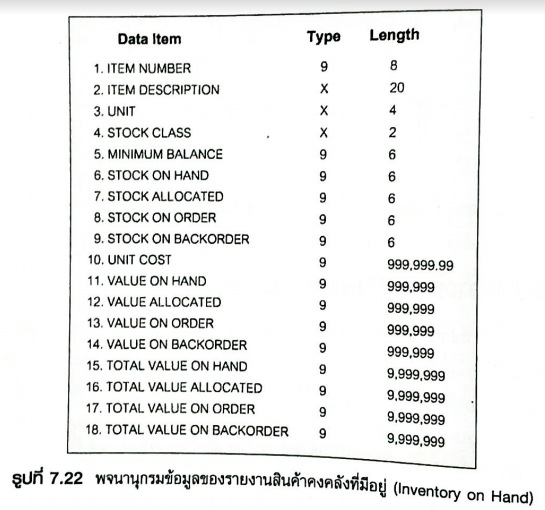 Data Item Type Length
1. ITEM NUMBER 9 8
2. ITEM DESCRIPTION X 20
3. UNIT X 4
4. STOCK CLASS X 2
5. MINIMUM BALANCE 9 6
6. STOCK ON HAND 9 6
7. STOCK ALLOCATED 9 6
8. STOCK ON ORDER 9 6
9. STOCK ON BACKORDER 9 6
10. UNIT COST 9 999,999.99
11. VALUE ON HAND 9 999,999
12. VALUE ALLOCATED 9 999,999
13. VALUE ON ORDER 9 999,999
14. VALUE ON BACKORDER 9 999,999
15. TOTAL VALUE ON HAND 9 9,999,999
16. TOTAL VALUE ALLOCATED 9 9,999,999
17. TOTAL VALUE ON ORDER 9 9,999,999
18. TOTAL VALUE ON BACKORDER 9 9,999,999
รูปที่ 7.22 พจนานุกรมข้อมูลของรายงานสินค้าคงคลังที่มีอยู่ (Inventory on Hand)